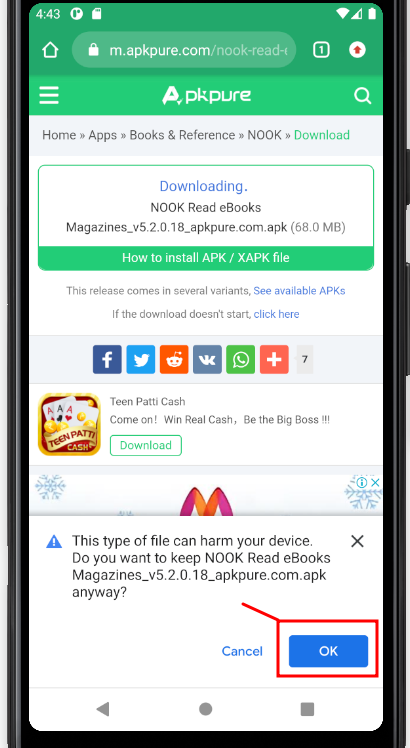 4:43
m.apkpure.com/nook-read-e
1
Apkpure
Home » Apps » Books & Reference » NOOK » Download
Downloading.
NOOK Read eBooks
Magazines_v5.2.0.18_apkpure.com.apk (68.0 MB)
How to install APK / XAPK file
This release comes in several variants, See available APKs
If the download doesn't start, click here
7
Teen Patti Cash
Come on！Win Real Cash，Be the Big Boss !!!
Download
A A A
TEEN PATTI
CASH
This type of file can harm your device.
Do you want to keep NOOK Read eBooks
Magazines_v5.2.0.18_apkpure.com.apk
anyway?
Cancel
OK